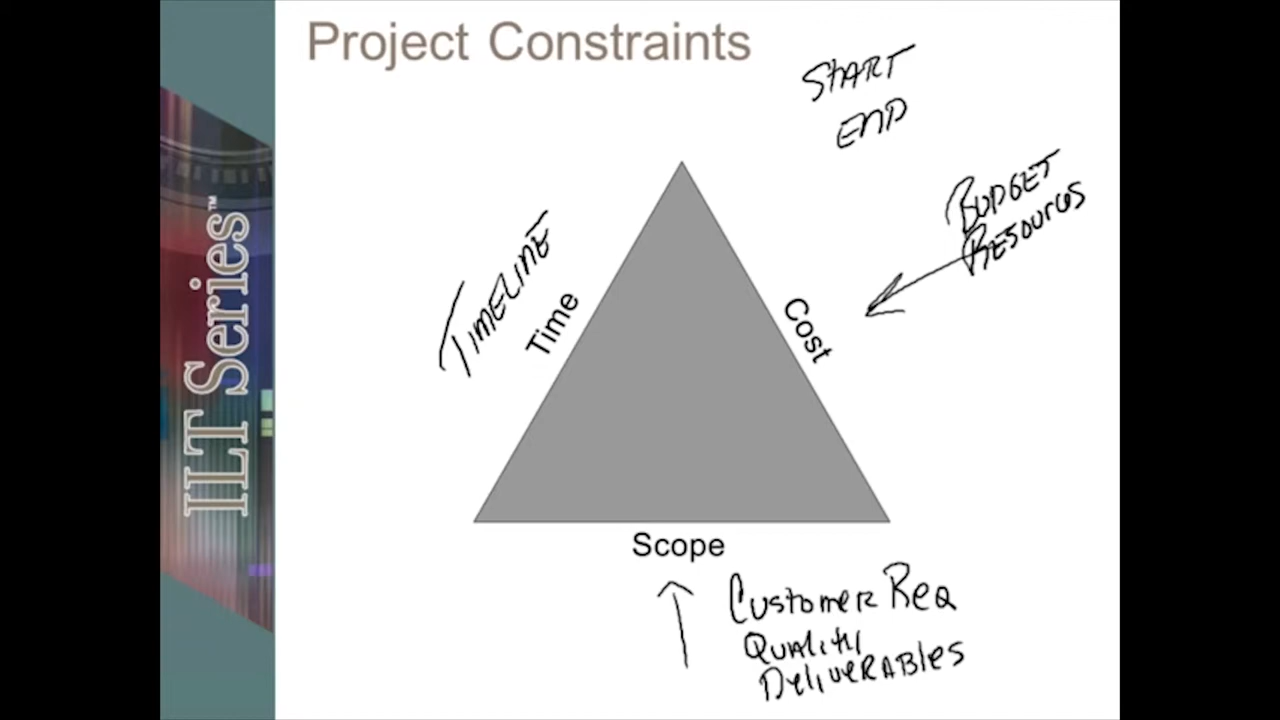 Project Constraints
START
END
BUDGET
RESOURCES
TIMELINE
Time
Cost
Scope
Customer Req
Quality
Deliverables
ILT Series™